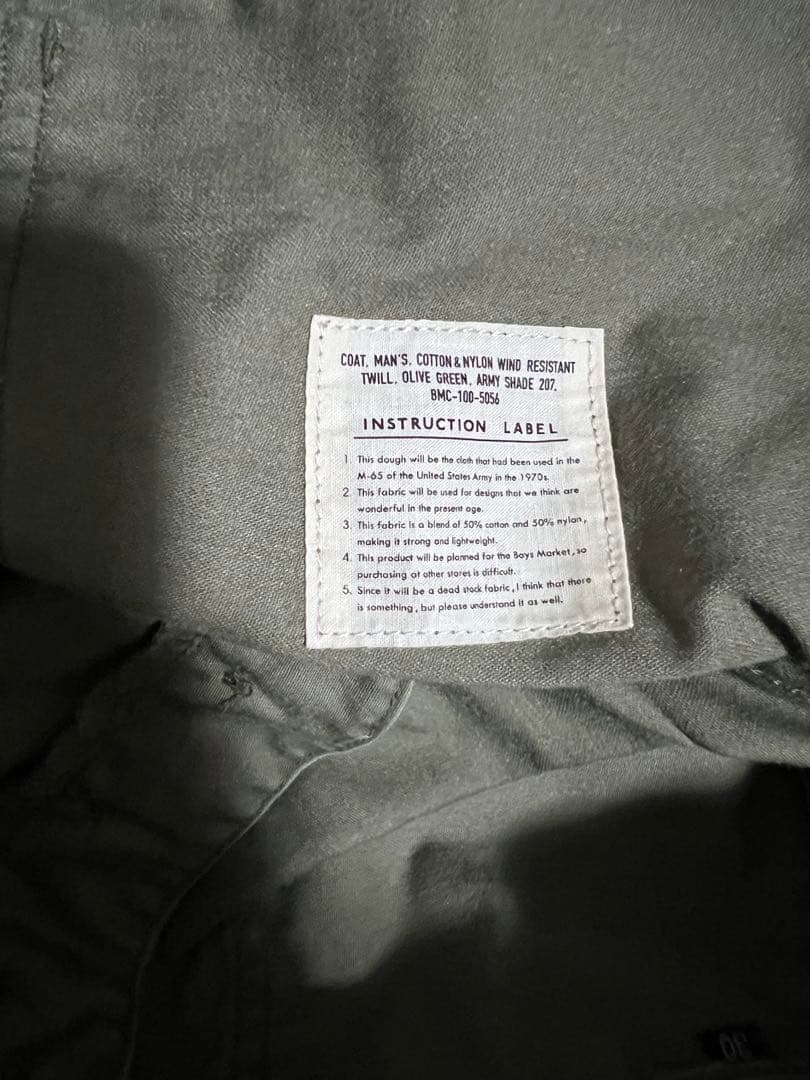 COAT, MAN'S, COTTON & NYLON WIND RESISTANT
TWILL, OLIVE GREEN, ARMY SHADE 207.
BMC-100-5056
INSTRUCTION LABEL
1. This dough will be the cloth that had been used in the
M-65 of the United States Army in the 1970s.
2. This fabric will be used for designs that we think are
wonderful in the present age.
3. This fabric is a blend of 50% cotton and 50% nylon,
making it strong and lightweight.
4. This product will be planned for the Boys Market, so
purchasing at other stores is difficult.
5. Since it will be a dead stock fabric, I think that there
is something, but please understand it as well.